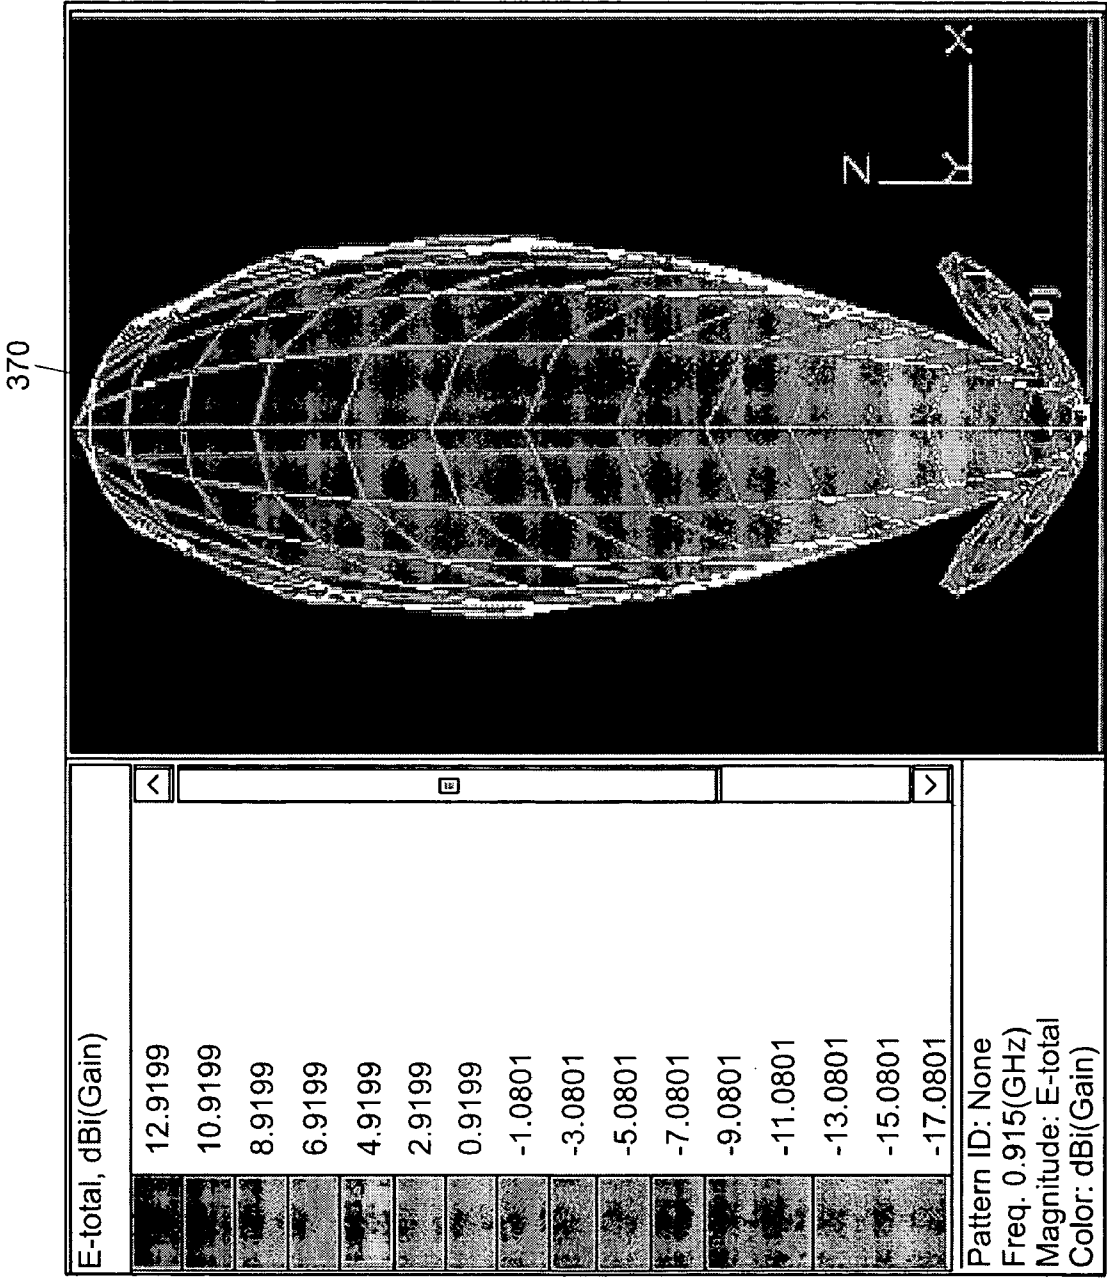 370
E-total, dBi(Gain)
12.9199
10.9199
8.9199
6.9199
4.9199
2.9199
0.9199
-1.0801
-3.0801
-5.0801
-7.0801
-9.0801
-11.0801
-13.0801
-15.0801
-17.0801
Pattern ID: None
Freq. 0.915(GHz)
Magnitude: E-total
Color: dBi(Gain)
Z
Y
X